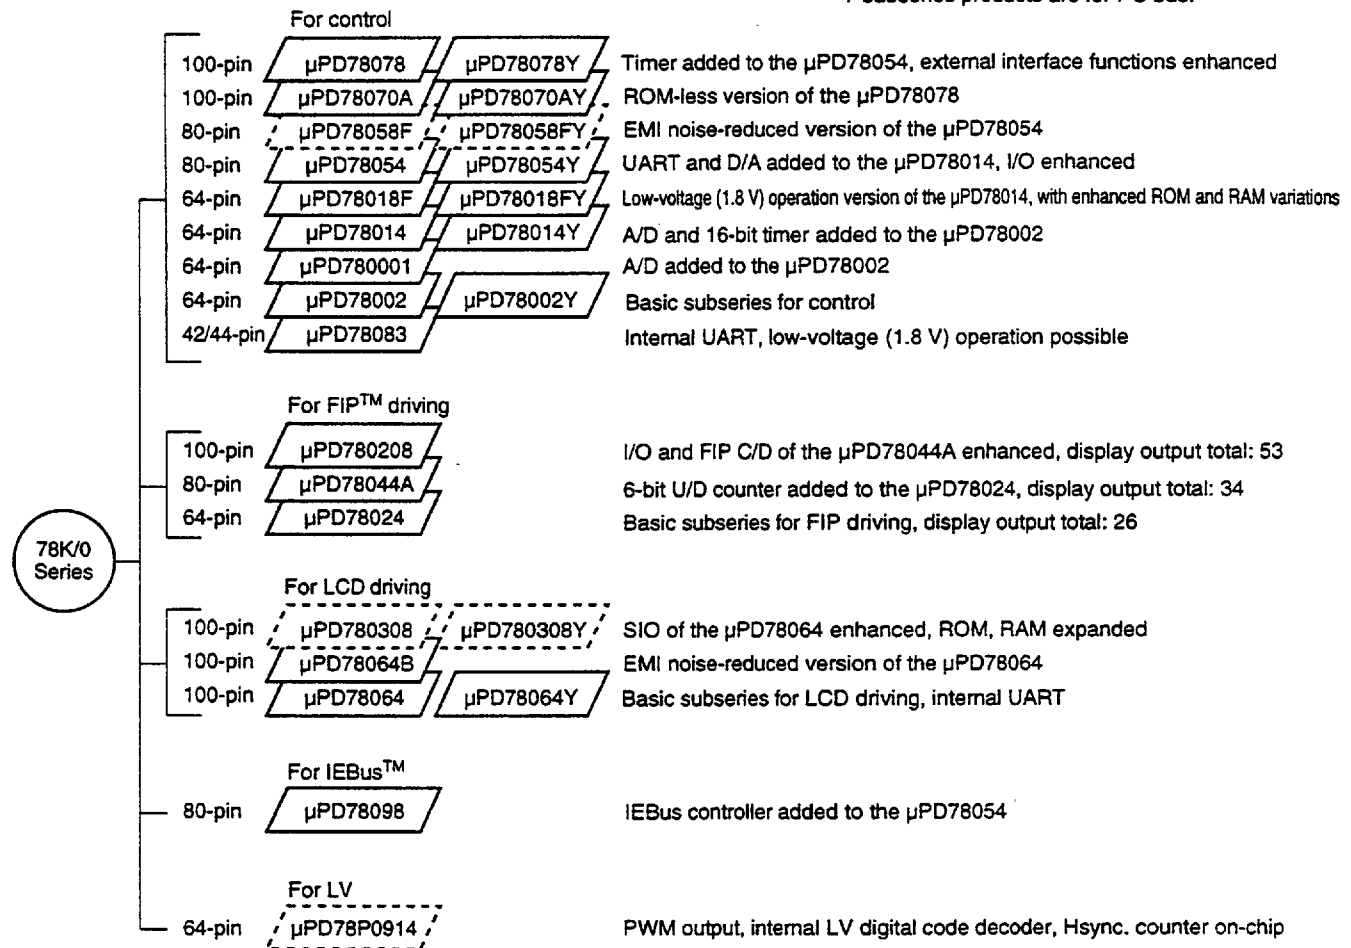 For control
100-pin µPD78078 µPD78078Y Timer added to the µPD78054, external interface functions enhanced
100-pin µPD78070A µPD78070AY ROM-less version of the µPD78078
80-pin µPD78058F µPD78058FY EMI noise-reduced version of the µPD78054
80-pin µPD78054 µPD78054Y UART and D/A added to the µPD78014, I/O enhanced
64-pin µPD78018F µPD78018FY Low-voltage (1.8 V) operation version of the µPD78014, with enhanced ROM and RAM variations
64-pin µPD78014 µPD78014Y A/D and 16-bit timer added to the µPD78002
64-pin µPD780001 A/D added to the µPD78002
64-pin µPD78002 µPD78002Y Basic subseries for control
42/44-pin µPD78083 Internal UART, low-voltage (1.8 V) operation possible
For FIP™ driving
100-pin µPD780208 I/O and FIP C/D of the µPD78044A enhanced, display output total: 53
80-pin µPD78044A 6-bit U/D counter added to the µPD78024, display output total: 34
64-pin µPD78024 Basic subseries for FIP driving, display output total: 26
78K/0
Series
For LCD driving
100-pin µPD780308 µPD780308Y SIO of the µPD78064 enhanced, ROM, RAM expanded
100-pin µPD78064B EMI noise-reduced version of the µPD78064
100-pin µPD78064 µPD78064Y Basic subseries for LCD driving, internal UART
For IEBus™
80-pin µPD78098 IEBus controller added to the µPD78054
For LV
64-pin µPD78P0914 PWM output, internal LV digital code decoder, Hsync. counter on-chip